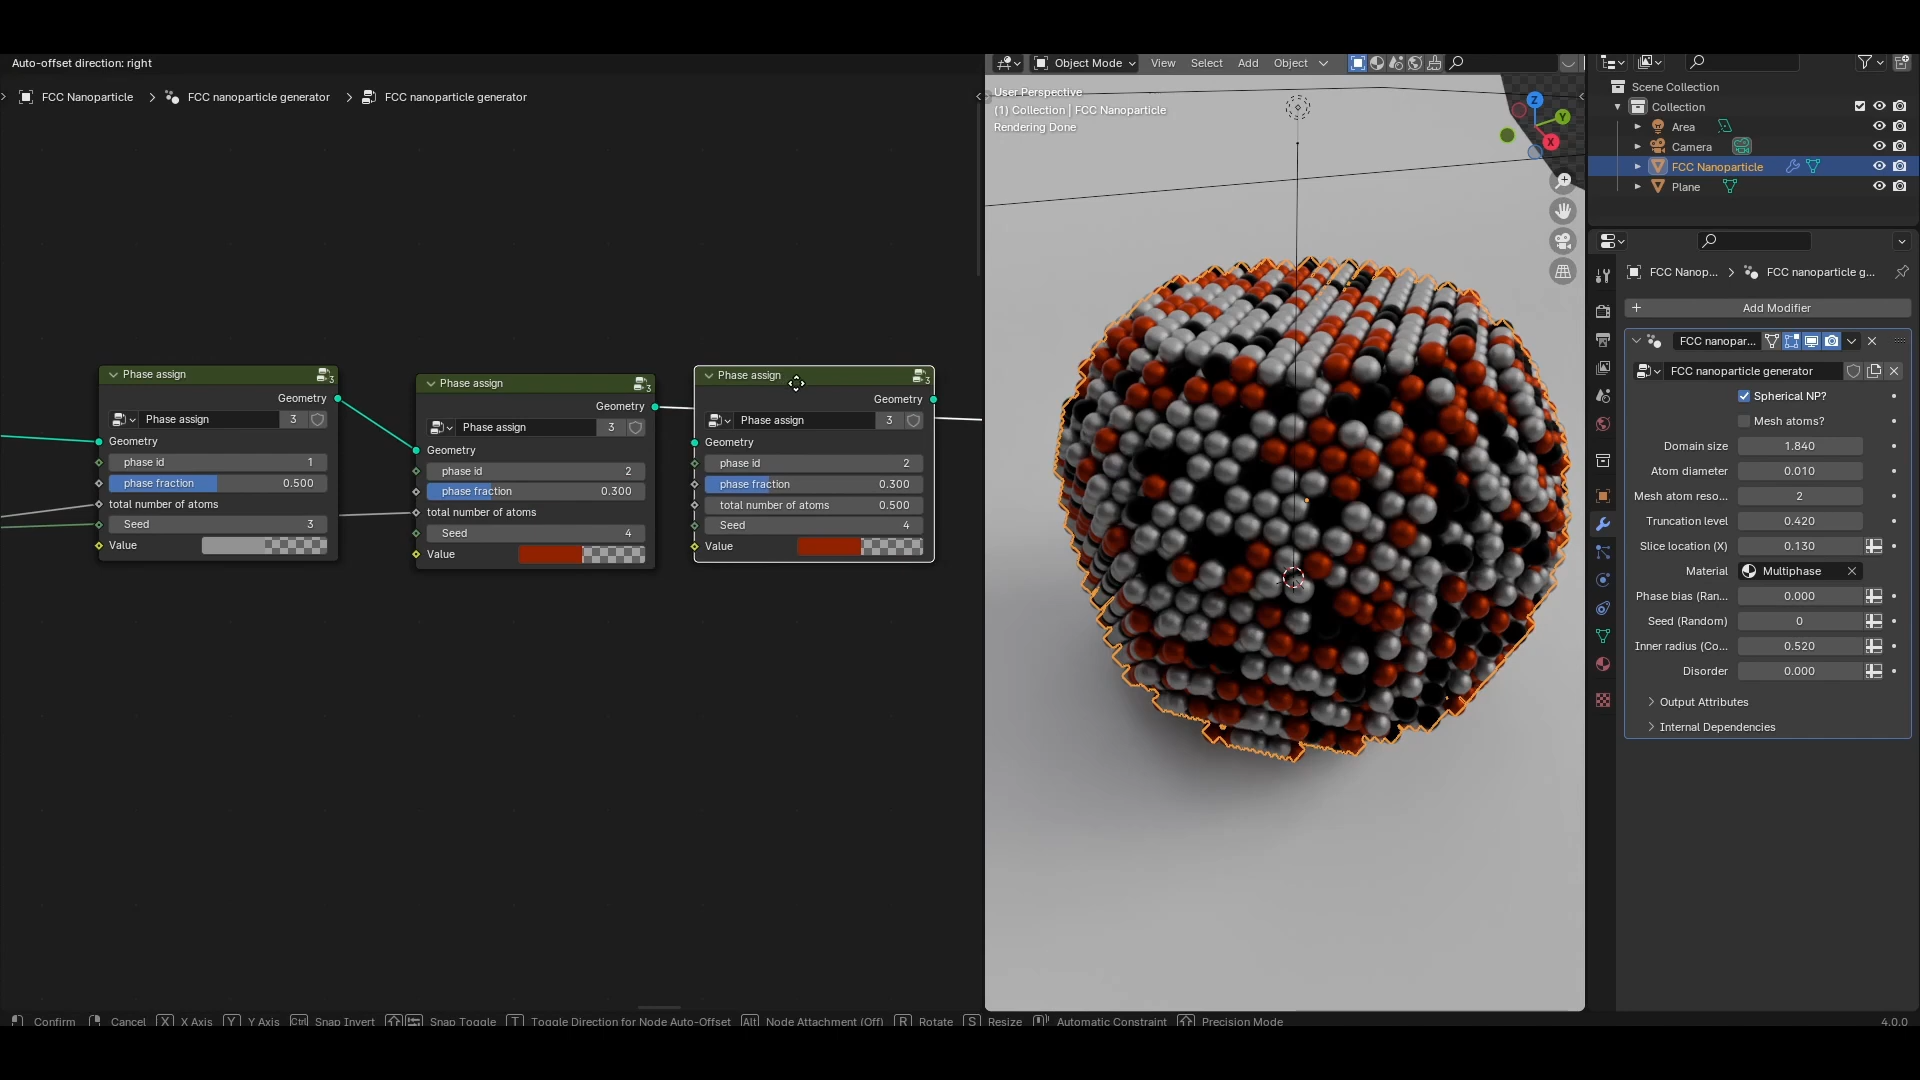 Auto-offset direction: right
FCC Nanoparticle > FCC nanoparticle generator > FCC nanoparticle generator
Phase assign
Geometry
Phase assign 3
Geometry
phase id 1
phase fraction 0.500
total number of atoms
Seed 3
Value
Phase assign
Geometry
Phase assign 3
Geometry
phase id 2
phase fraction 0.300
total number of atoms
Seed 4
Value
Phase assign
Geometry
Phase assign 3
Geometry
phase id 2
phase fraction 0.300
total number of atoms 0.500
Seed 4
Value
Object Mode View Select Add Object
User Perspective
(1) Collection | FCC Nanoparticle
Rendering Done
Z
Y
X
Scene Collection
Collection
Area
Camera
FCC Nanoparticle
Plane
FCC Nanop... > FCC nanoparticle g...
+ Add Modifier
FCC nanopar...
FCC nanoparticle generator
Spherical NP?
Mesh atoms?
Domain size 1.840
Atom diameter 0.010
Mesh atom reso... 2
Truncation level 0.420
Slice location (X) 0.130
Material Multiphase
Phase bias (Ran... 0.000
Seed (Random) 0
Inner radius (Co... 0.520
Disorder 0.000
Output Attributes
Internal Dependencies
Confirm Cancel X X Axis Y Y Axis Ctrl Snap Invert Snap Toggle T Toggle Direction for Node Auto-Offset Alt Node Attachment (Off) R Rotate S Resize Automatic Constraint Precision Mode 4.0.0